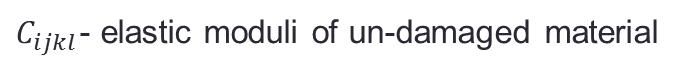 C_{ijkl}- elastic moduli of un-damaged material